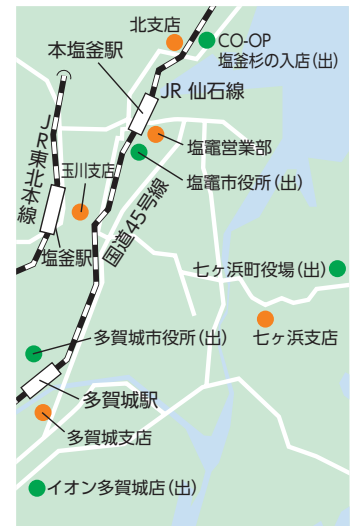 北支店
CO-OP
塩釜杉の入店(出)
本塩釜駅
JR 仙石線
塩竈営業部
塩竈市役所(出)
JR東北本線
玉川支店
国道45号線
塩釜駅
七ヶ浜町役場(出)
七ヶ浜支店
多賀城市役所(出)
多賀城駅
多賀城支店
イオン多賀城店(出)